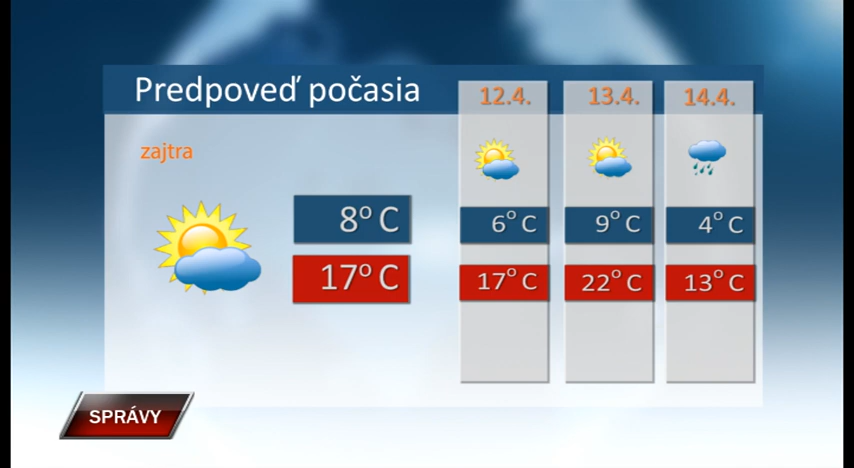 Predpoveď počasia
zajtra
8° C
17° C
12.4.
6° C
17° C
13.4.
9° C
22° C
14.4.
4° C
13° C
SPRÁVY